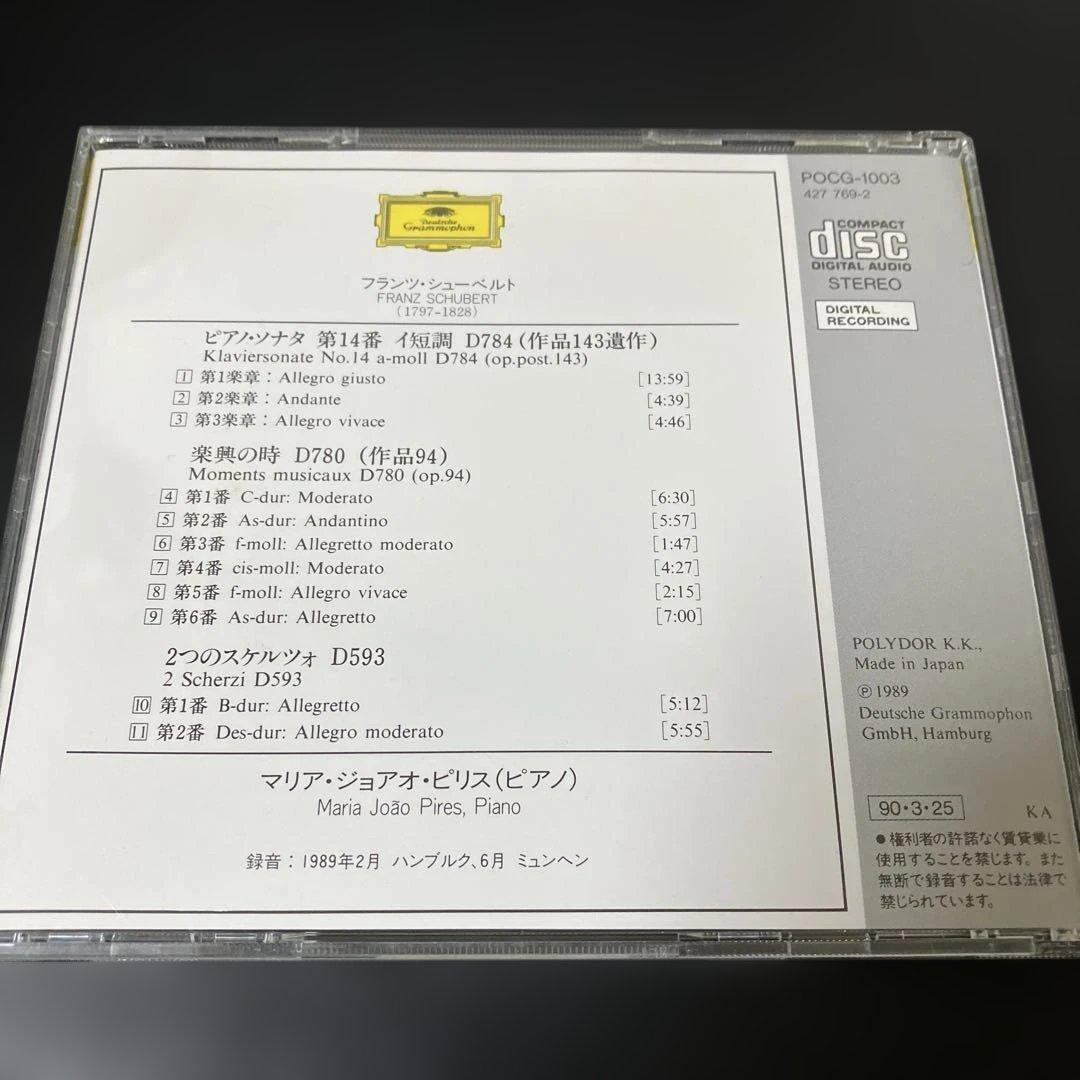 Deutsche
Grammophon
フランツ・シューベルト
FRANZ SCHUBERT
(1797-1828)
ピアノ・ソナタ 第14番 イ短調 D784(作品143遺作)
Klaviersonate No.14 a-moll D784 (op.post.143)
1 第1楽章：Allegro giusto [13:59]
2 第2楽章：Andante [4:39]
3 第3楽章：Allegro vivace [4:46]
楽興の時 D780 (作品94)
Moments musicaux D780 (op.94)
4 第1番 C-dur: Moderato [6:30]
5 第2番 As-dur: Andantino [5:57]
6 第3番 f-moll: Allegretto moderato [1:47]
7 第4番 cis-moll: Moderato [4:27]
8 第5番 f-moll: Allegro vivace [2:15]
9 第6番 As-dur: Allegretto [7:00]
2つのスケルツォ D593
2 Scherzi D593
10 第1番 B-dur: Allegretto [5:12]
11 第2番 Des-dur: Allegro moderato [5:55]
マリア・ジョアオ・ピリス(ピアノ)
Maria João Pires, Piano
録音：1989年2月 ハンブルク、6月 ミュンヘン
POCG-1003
427 769-2
COMPACT
disc
DIGITAL AUDIO
STEREO
DIGITAL
RECORDING
POLYDOR K.K.,
Made in Japan
℗ 1989
Deutsche Grammophon
GmbH, Hamburg
90・3・25
KA
●権利者の許諾なく賃貸業に
使用することを禁じます。また
無断で録音することは法律で
禁じられています。